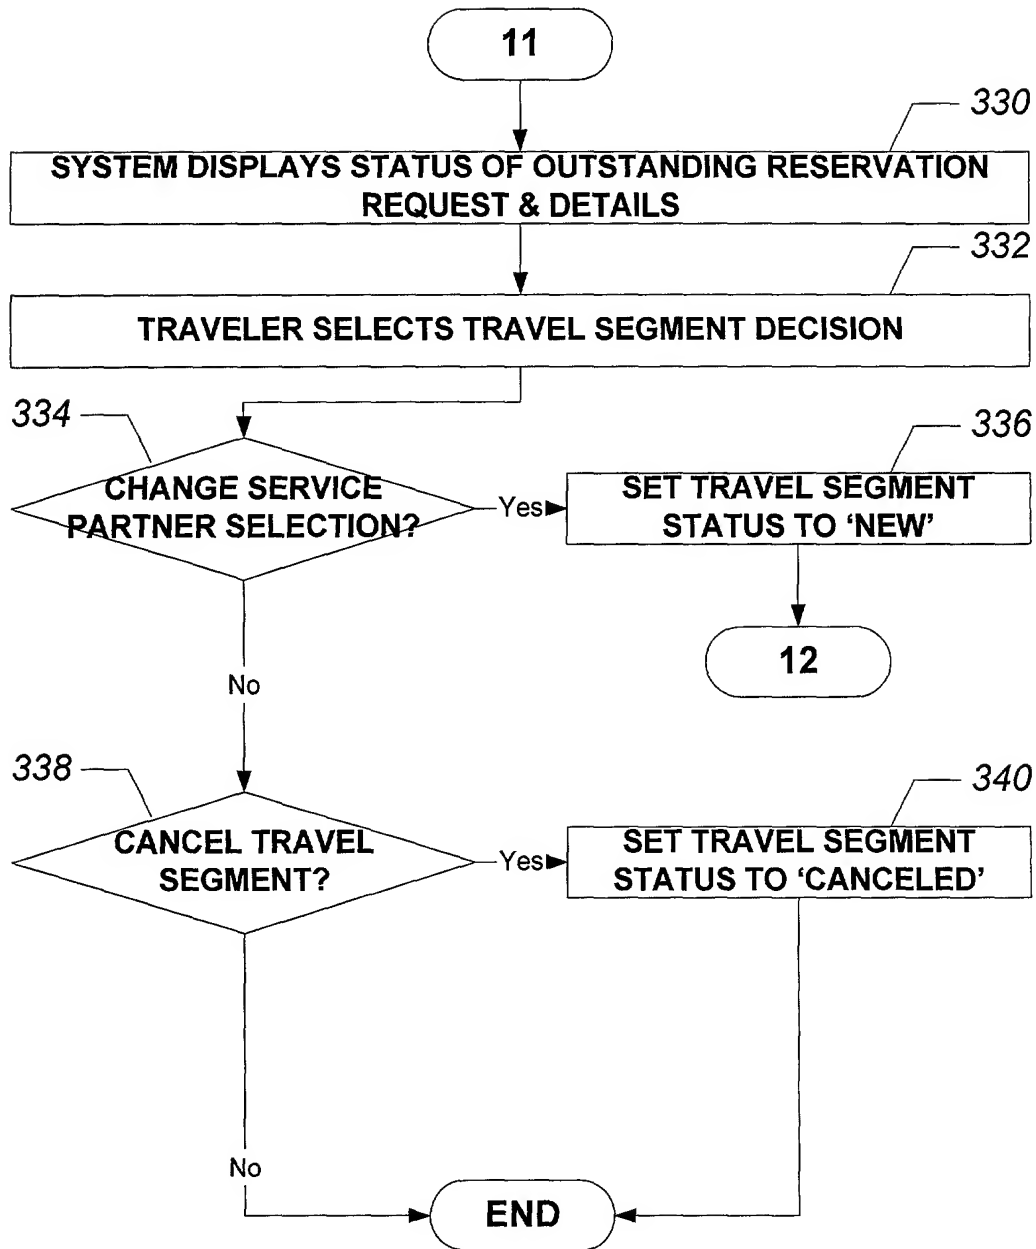 11
330
SYSTEM DISPLAYS STATUS OF OUTSTANDING RESERVATION
REQUEST & DETAILS
332
TRAVELER SELECTS TRAVEL SEGMENT DECISION
334
CHANGE SERVICE
PARTNER SELECTION?
Yes
336
SET TRAVEL SEGMENT
STATUS TO 'NEW'
12
No
338
CANCEL TRAVEL
SEGMENT?
Yes
340
SET TRAVEL SEGMENT
STATUS TO 'CANCELED'
No
END